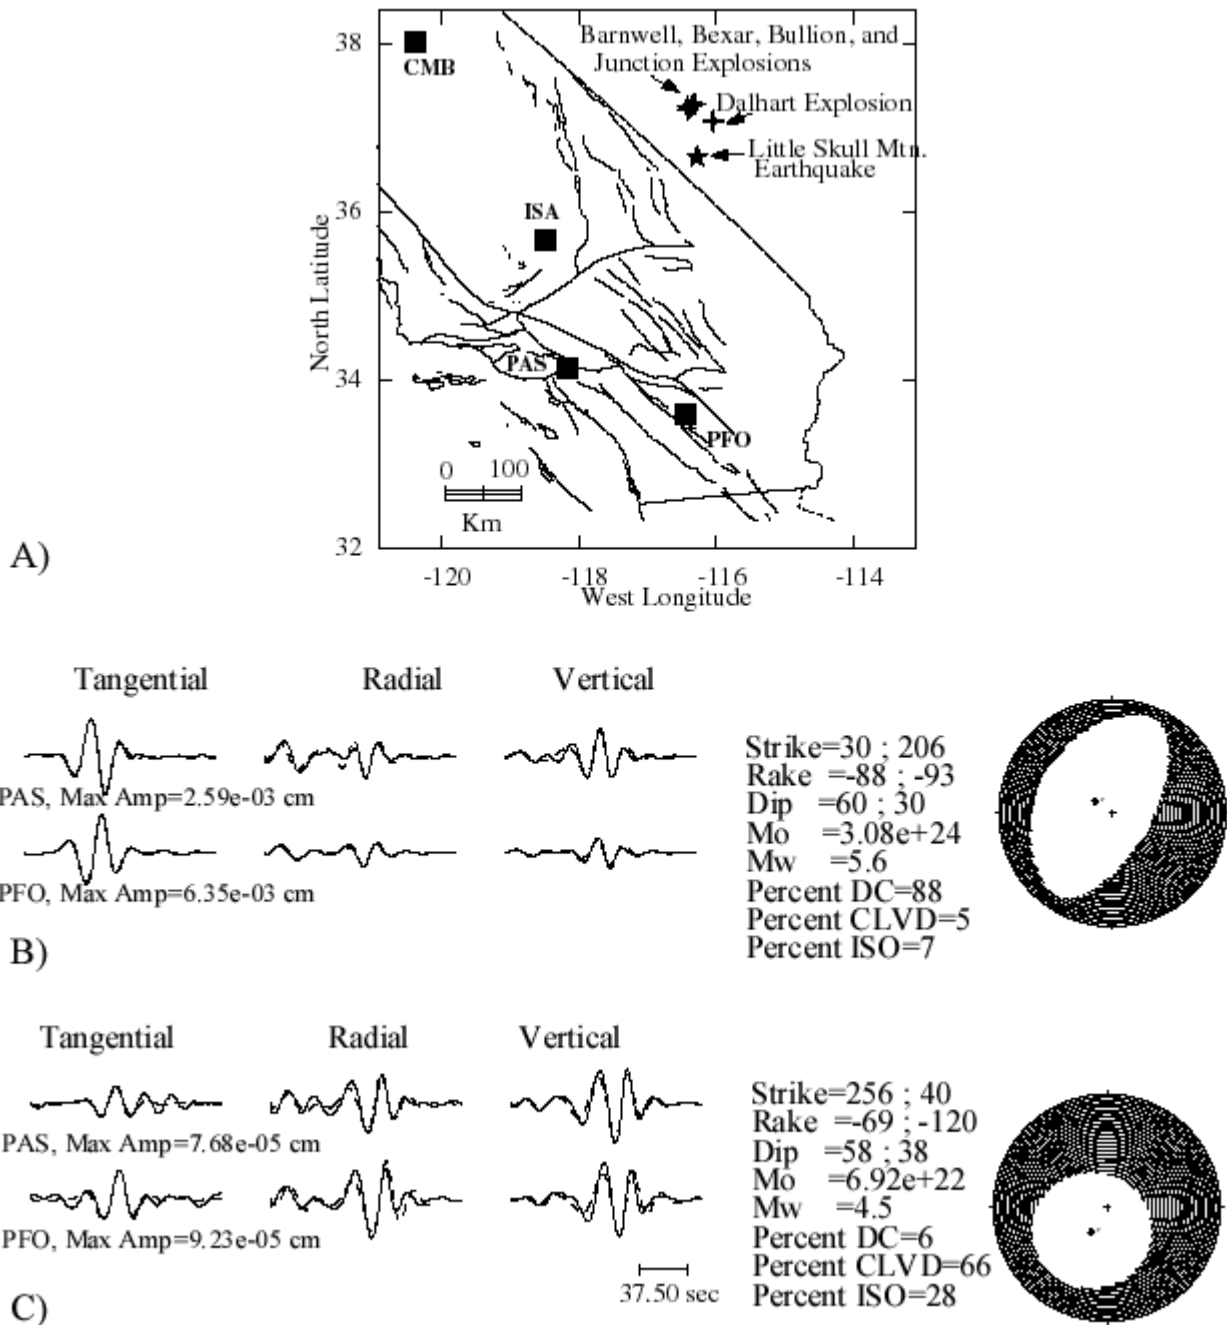 Barnwell, Bexar, Bullion, and
Junction Explosions
38
CMB
Dalhart Explosion
Little Skull Mtn.
Earthquake
36
ISA
North Latitude
34
PAS
PFO
0 100
Km
32
-120 -118 -116 -114
West Longitude
A)
Tangential Radial Vertical
PAS, Max Amp=2.59e-03 cm
PFO, Max Amp=6.35e-03 cm
Strike=30 ; 206
Rake =-88 ; -93
Dip =60 ; 30
Mo =3.08e+24
Mw =5.6
Percent DC=88
Percent CLVD=5
Percent ISO=7
B)
Tangential Radial Vertical
PAS, Max Amp=7.68e-05 cm
PFO, Max Amp=9.23e-05 cm
37.50 sec
Strike=256 ; 40
Rake =-69 ; -120
Dip =58 ; 38
Mo =6.92e+22
Mw =4.5
Percent DC=6
Percent CLVD=66
Percent ISO=28
C)